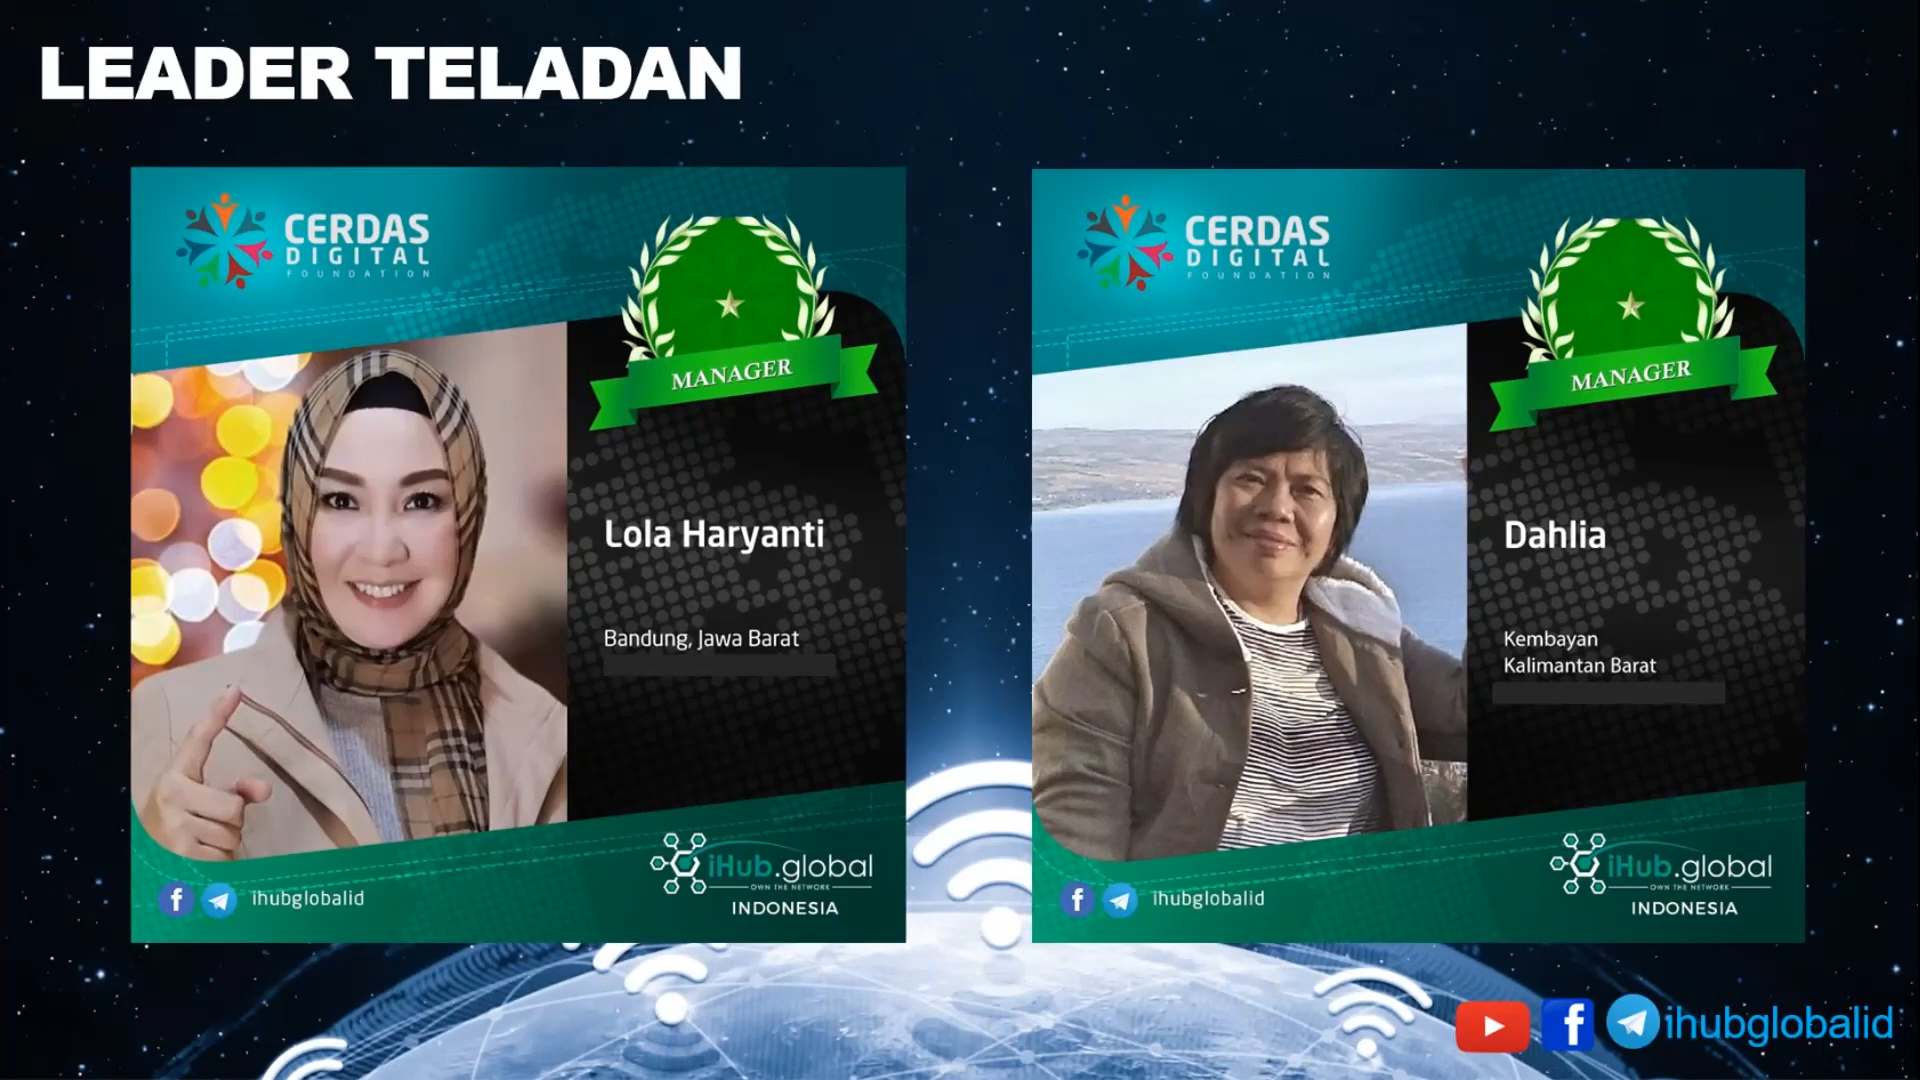 LEADER TELADAN
CERDAS
DIGITAL
FOUNDATION
MANAGER
Lola Haryanti
Bandung, Jawa Barat
ihubglobalid
iHub.global
OWN THE NETWORK
INDONESIA
CERDAS
DIGITAL
FOUNDATION
MANAGER
Dahlia
Kembayan
Kalimantan Barat
ihubglobalid
iHub.global
OWN THE NETWORK
INDONESIA
ihubglobalid